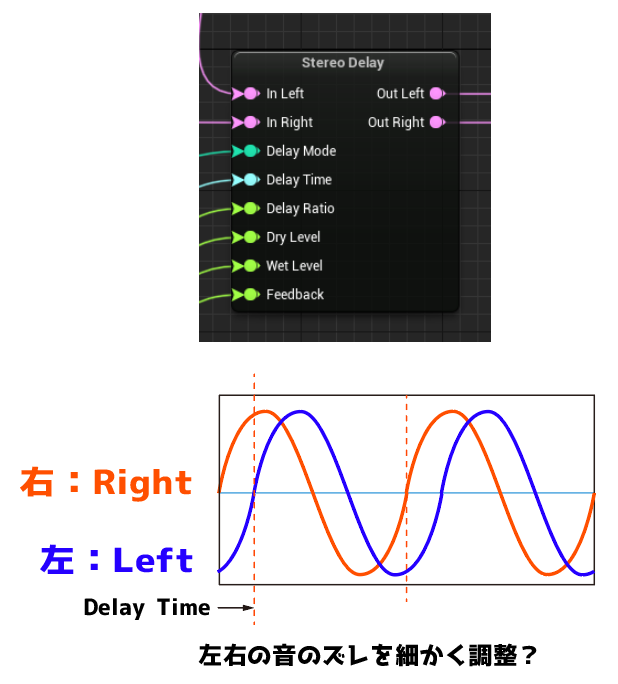 Stereo Delay
In Left Out Left
In Right Out Right
Delay Mode
Delay Time
Delay Ratio
Dry Level
Wet Level
Feedback
右：Right
左：Left
Delay Time
左右の音のズレを細かく調整？